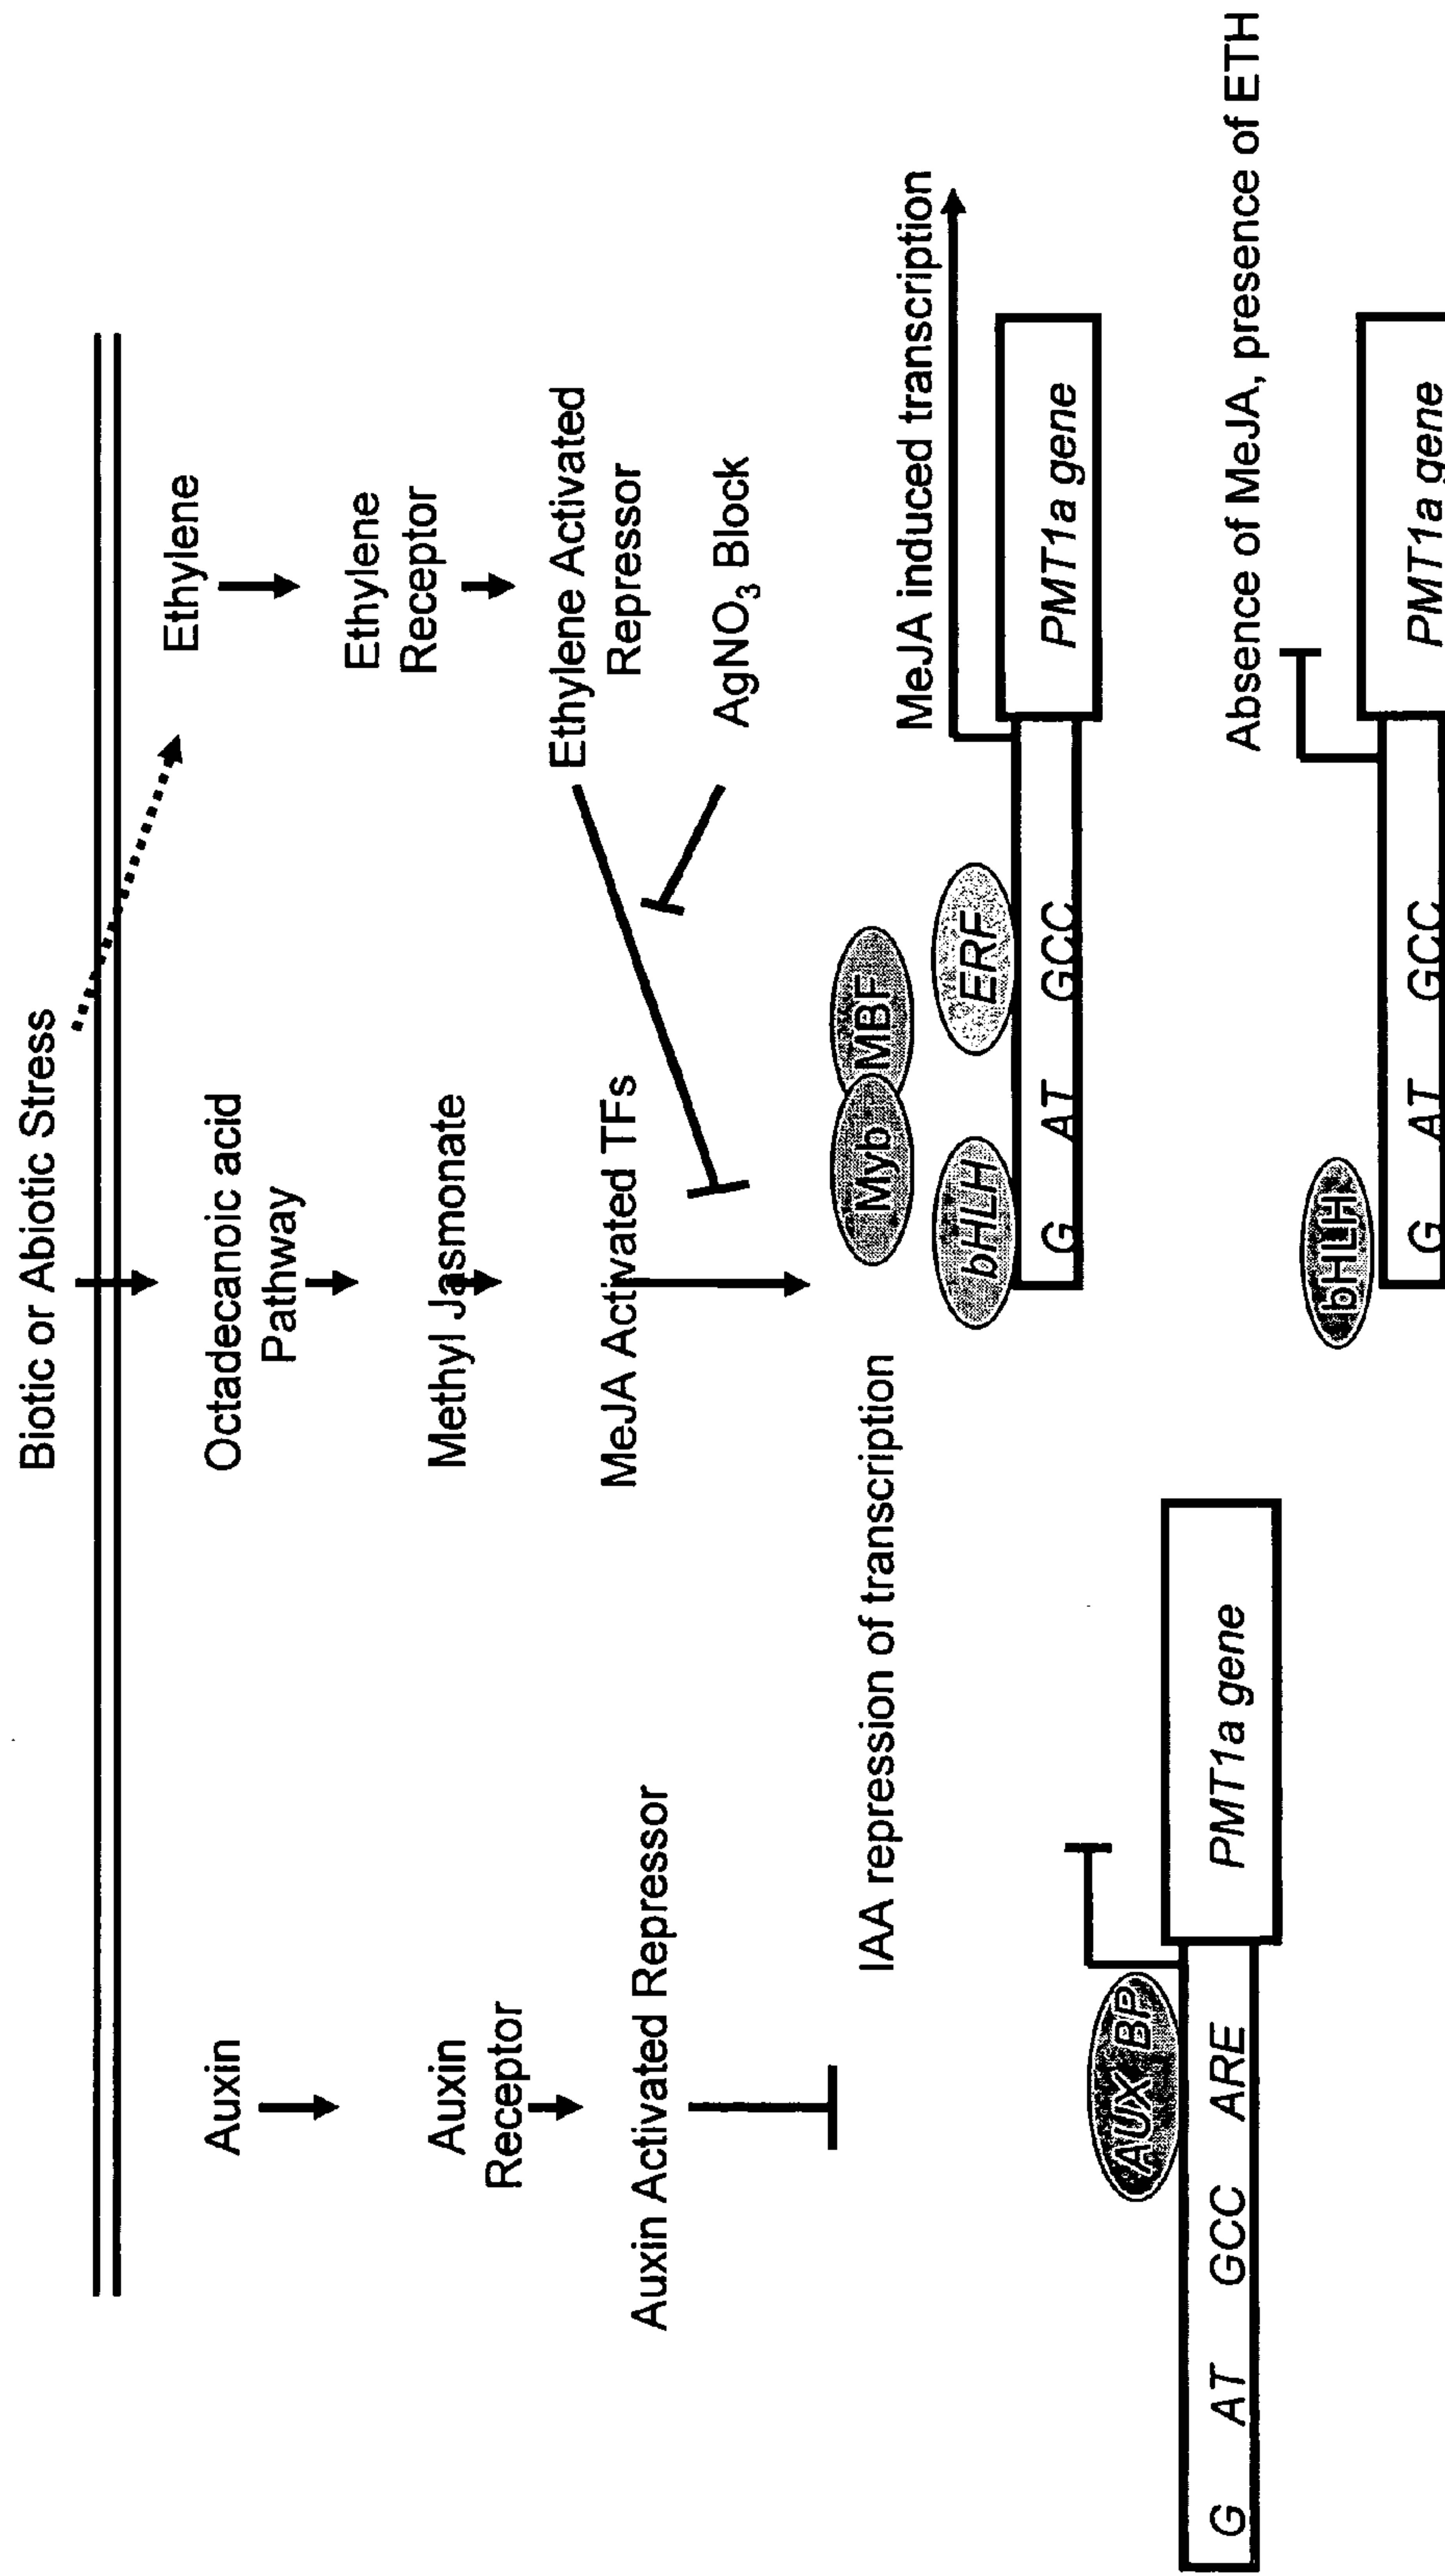 Biotic or Abiotic Stress
Auxin
Octadecanoic acid
Pathway
Ethylene
Auxin
Receptor
Methyl Jasmonate
Ethylene
Receptor
Auxin Activated Repressor
MeJA Activated TFs
Ethylene Activated
Repressor
AgNO₃ Block
IAA repression of transcription
Myb MBF
MeJA induced transcription
bHLH ERF
G AT GCC PMT1a gene
AUX BP
G AT GCC ARE PMT1a gene
Absence of MeJA, presence of ETH
bHLH
G AT GCC PMT1a gene